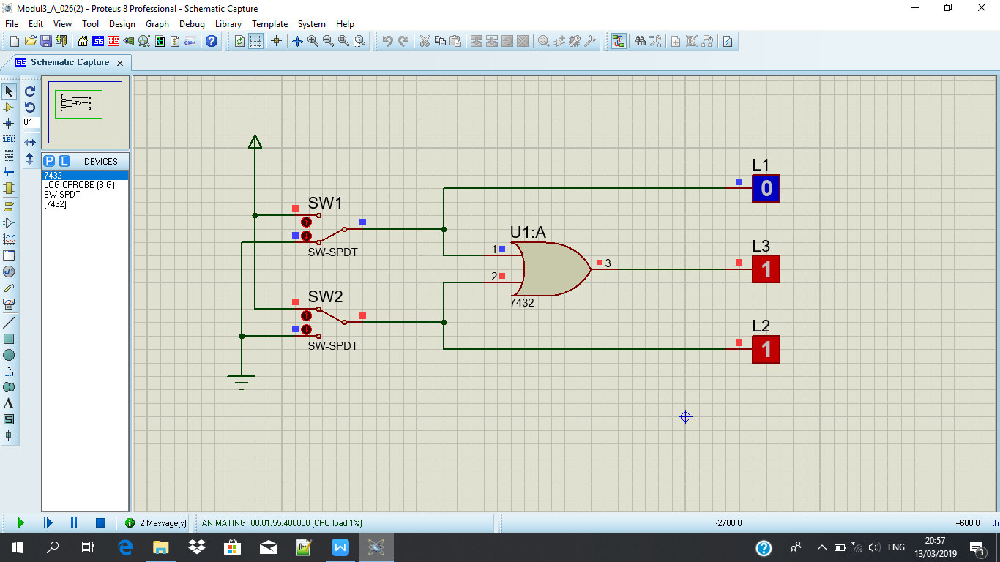 Modul3_A_026(2) - Proteus 8 Professional - Schematic Capture
File Edit View Tool Design Graph Debug Library Template System Help
Schematic Capture
0°
LBL
P L DEVICES
7432
LOGICPROBE (BIG)
SW-SPDT
[7432]
L1
0
SW1
SW-SPDT
U1:A
1
2
3
7432
L3
1
SW2
SW-SPDT
L2
1
A
S
2 Message(s)
ANIMATING: 00:01:55.400000 (CPU load 1%)
-2700.0
+600.0
th
ENG
20:57
13/03/2019
3